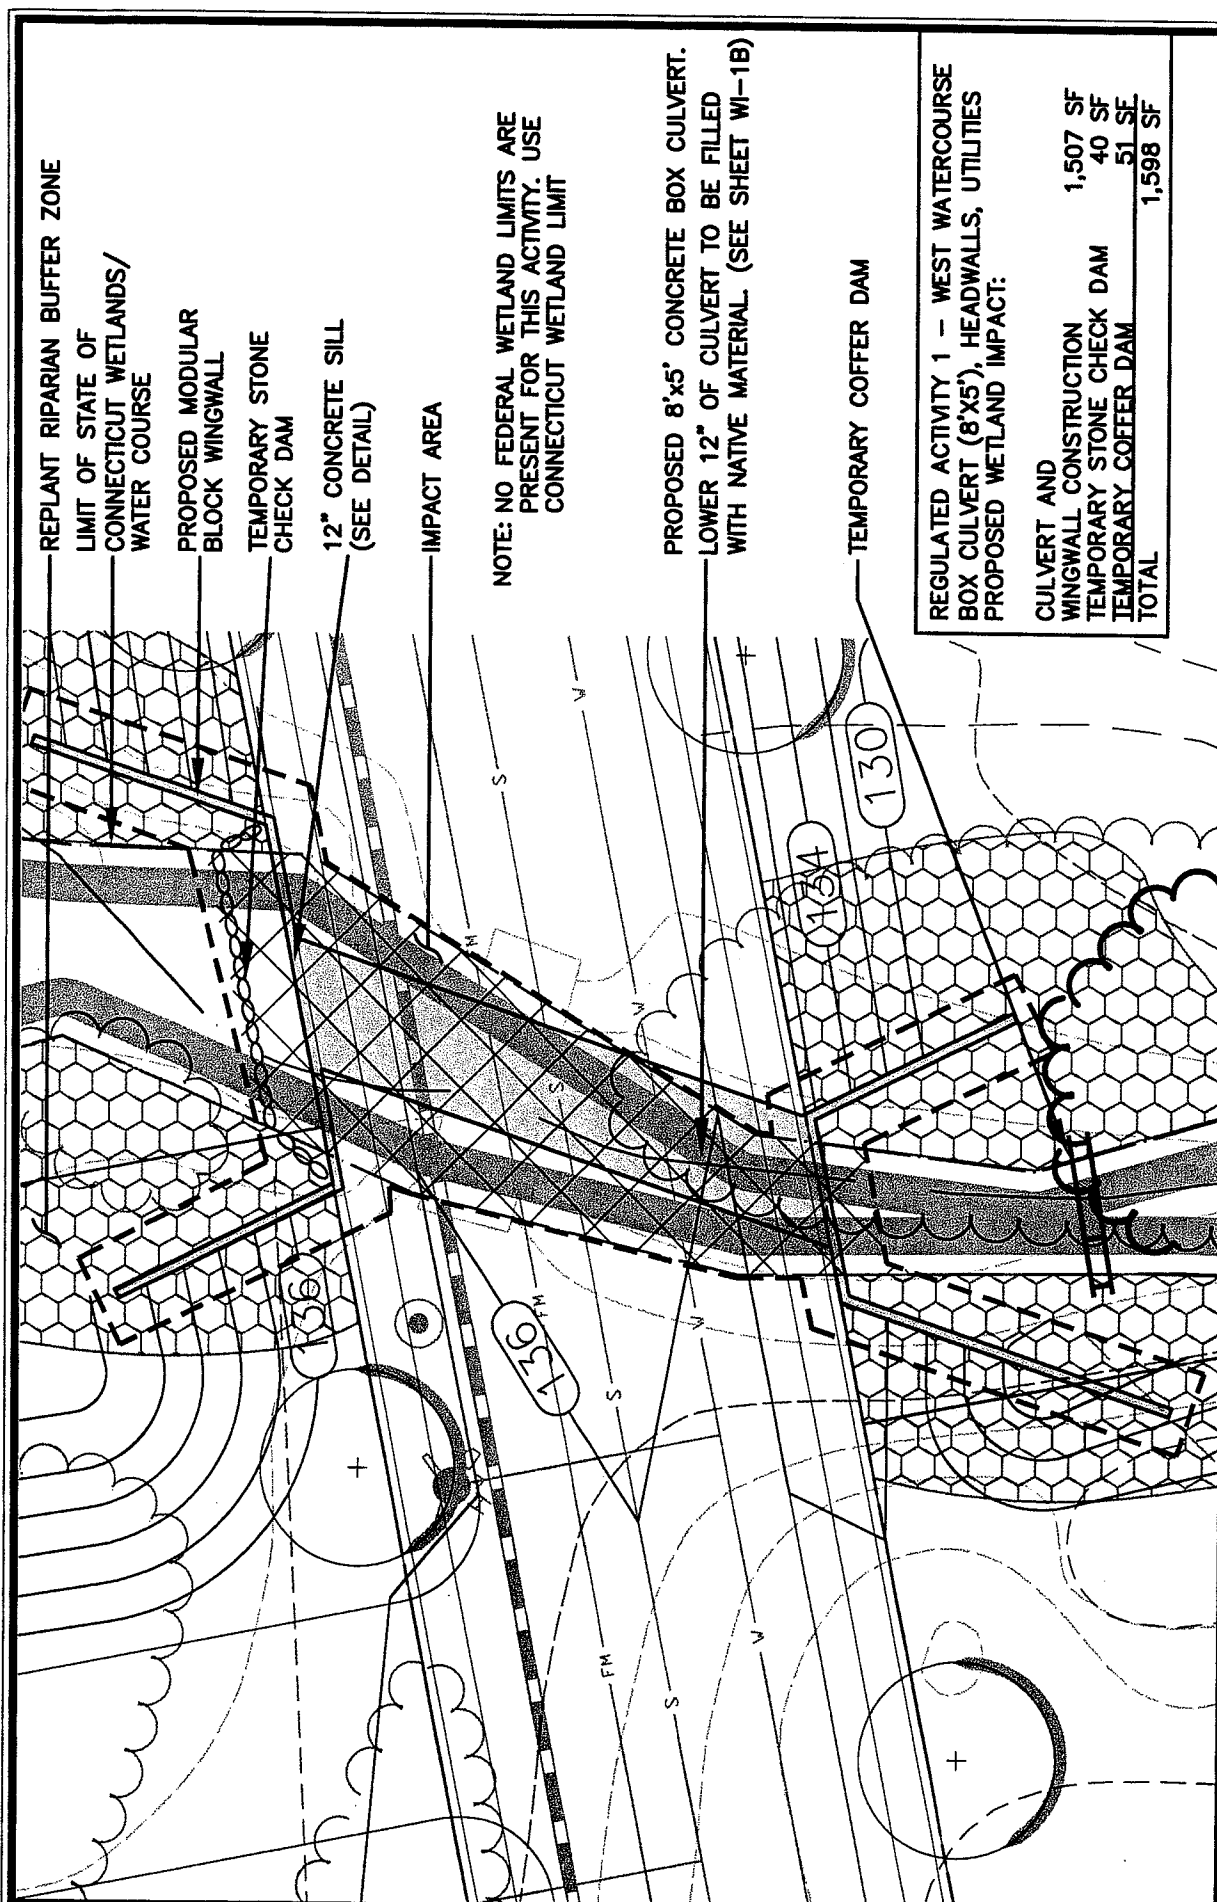 REPLANT RIPARIAN BUFFER ZONE
LIMIT OF STATE OF
CONNECTICUT WETLANDS/
WATER COURSE
PROPOSED MODULAR
BLOCK WINGWALL
TEMPORARY STONE
CHECK DAM
12" CONCRETE SILL
(SEE DETAIL)
IMPACT AREA
NOTE: NO FEDERAL WETLAND LIMITS ARE
PRESENT FOR THIS ACTIVITY. USE
CONNECTICUT WETLAND LIMIT
PROPOSED 8'x5' CONCRETE BOX CULVERT.
LOWER 12" OF CULVERT TO BE FILLED
WITH NATIVE MATERIAL. (SEE SHEET WI-1B)
TEMPORARY COFFER DAM
REGULATED ACTIVITY 1 - WEST WATERCOURSE
BOX CULVERT (8'X5'), HEADWALLS, UTILITIES
PROPOSED WETLAND IMPACT:
CULVERT AND
WINGWALL CONSTRUCTION 1,507 SF
TEMPORARY STONE CHECK DAM 40 SF
TEMPORARY COFFER DAM 51 SF
TOTAL 1,598 SF
136
136
134
130
S
W
S
W
FM
S
W
FM
S
W